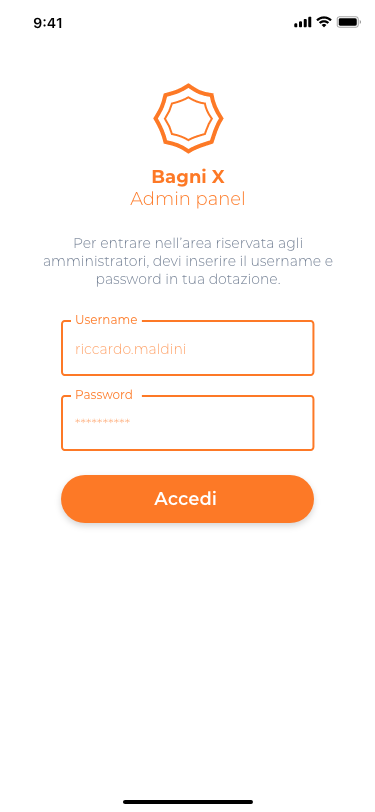 9:41
Bagni X
Admin panel
Per entrare nell'area riservata agli
amministratori, devi inserire il username e
password in tua dotazione.
Username
riccardo.maldini
Password
**********
Accedi